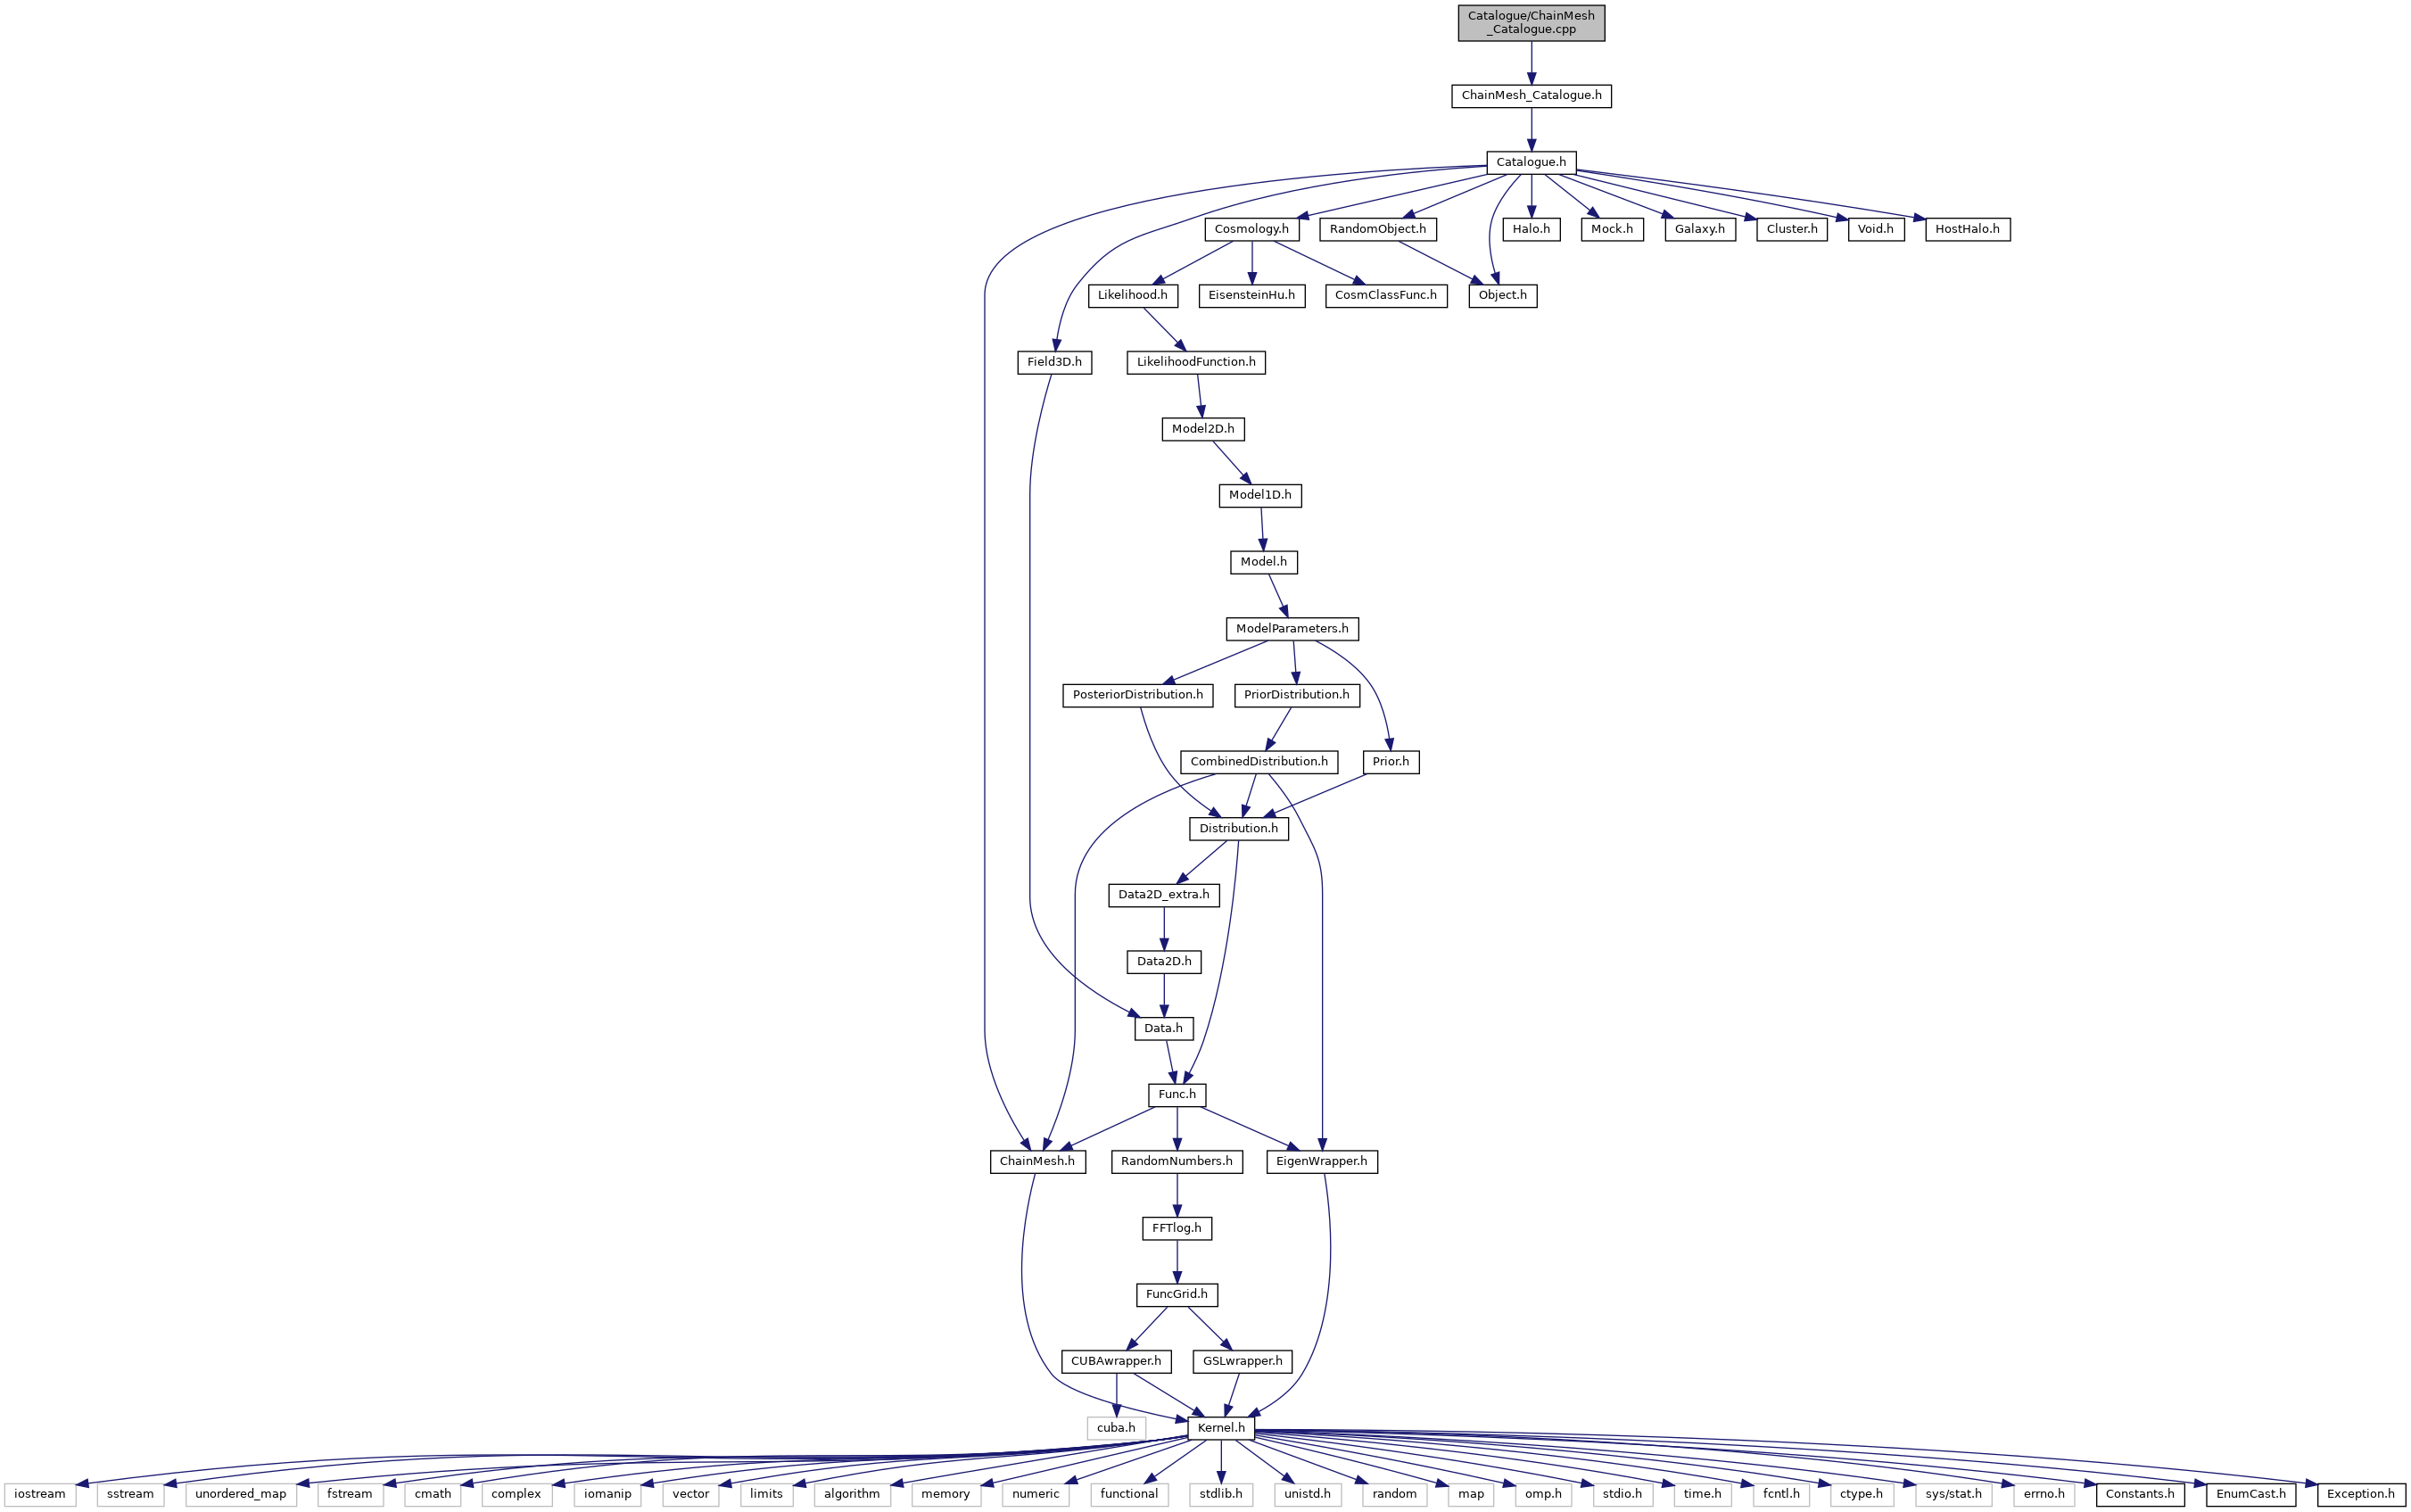 Catalogue/ChainMesh
_Catalogue.cpp
ChainMesh_Catalogue.h
Catalogue.h
Cosmology.h
RandomObject.h
Halo.h
Mock.h
Galaxy.h
Cluster.h
Void.h
HostHalo.h
Likelihood.h
EisensteinHu.h
CosmClassFunc.h
Object.h
Field3D.h
LikelihoodFunction.h
Model2D.h
Model1D.h
Model.h
ModelParameters.h
PosteriorDistribution.h
PriorDistribution.h
CombinedDistribution.h
Prior.h
Distribution.h
Data2D_extra.h
Data2D.h
Data.h
Func.h
ChainMesh.h
RandomNumbers.h
EigenWrapper.h
FFTlog.h
FuncGrid.h
CUBAwrapper.h
GSLwrapper.h
cuba.h
Kernel.h
iostream
sstream
unordered_map
fstream
cmath
complex
iomanip
vector
limits
algorithm
memory
numeric
functional
stdlib.h
unistd.h
random
map
omp.h
stdio.h
time.h
fcntl.h
ctype.h
sys/stat.h
errno.h
Constants.h
EnumCast.h
Exception.h